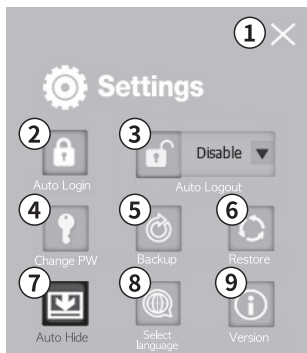 1
Settings
2
3
Disable
Auto Login
Auto Logout
4
5
6
Change PW
Backup
Restore
7
8
9
Auto Hide
Select
language
Version